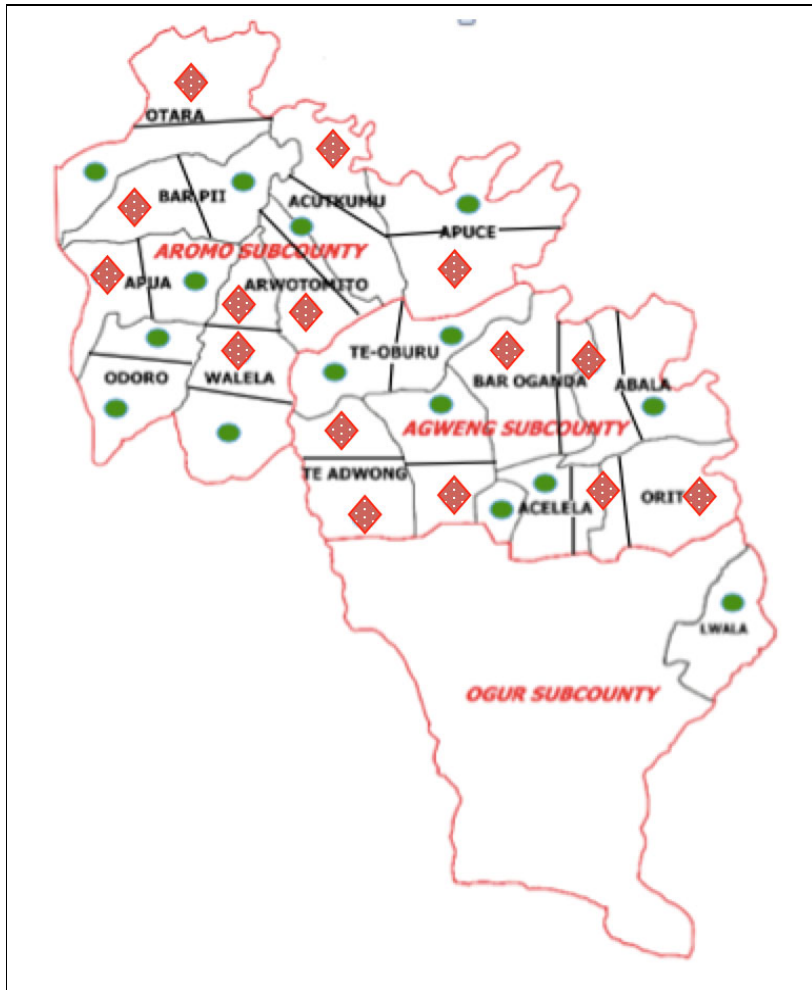 OTARA
BAR PII
ACUTKUMU
APUCE
AROMO SUBCOUNTY
APUA
ARWOTOMITO
TE-OBURU
ODORO
WALELA
BAR OGANDA
ABALA
AGWENG SUBCOUNTY
TE ADWONG
ACELELA
ORIT
LWALA
OGUR SUBCOUNTY